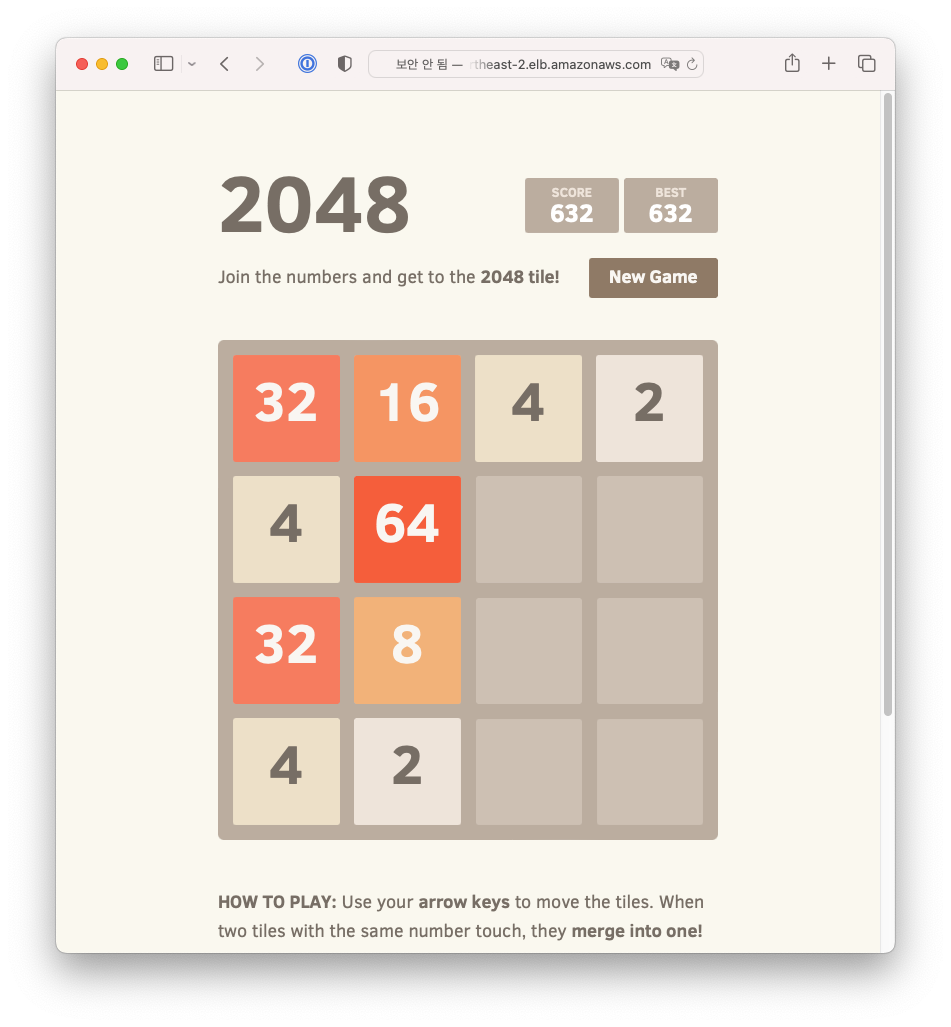 보안 안 됨 — rtheast-2.elb.amazonaws.com
2048
SCORE
632
BEST
632
Join the numbers and get to the 2048 tile!
New Game
32 16 4 2
4 64
32 8
4 2
HOW TO PLAY: Use your arrow keys to move the tiles. When
two tiles with the same number touch, they merge into one!